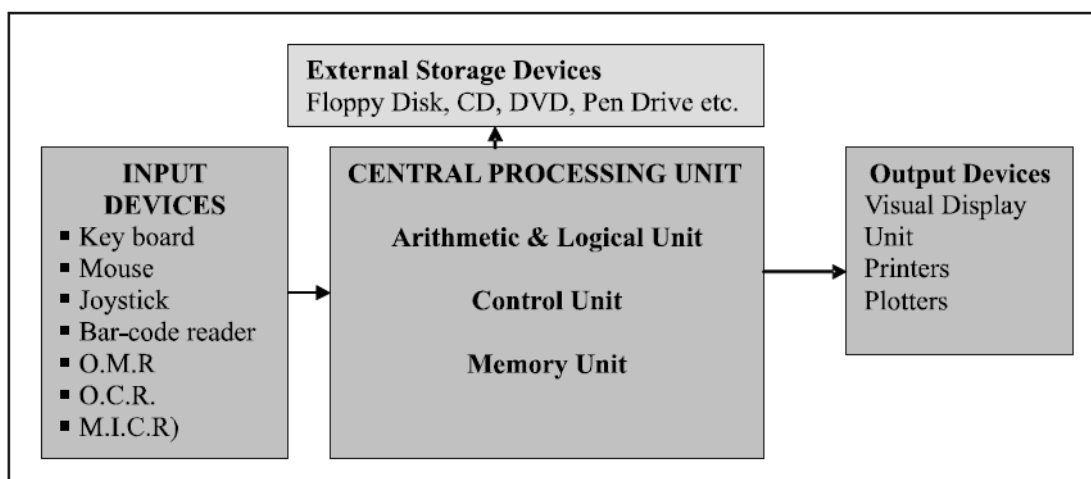 External Storage Devices
Floppy Disk, CD, DVD, Pen Drive etc.
INPUT
DEVICES
▪ Key board
▪ Mouse
▪ Joystick
▪ Bar-code reader
▪ O.M.R
▪ O.C.R.
▪ M.I.C.R)
CENTRAL PROCESSING UNIT
Arithmetic & Logical Unit
Control Unit
Memory Unit
Output Devices
Visual Display
Unit
Printers
Plotters